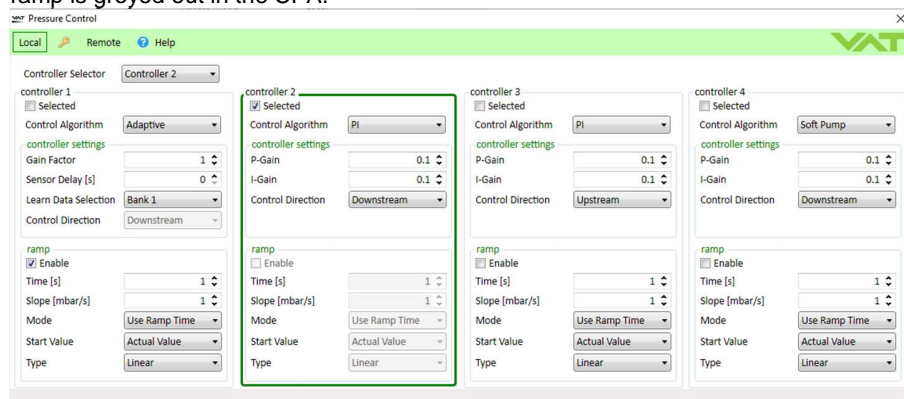 ramp is greyed out in the CPA.
VAT Pressure Control
Local Remote Help VAT
Controller Selector Controller 2
controller 1
Selected
Control Algorithm Adaptive
controller settings
Gain Factor 1
Sensor Delay [s] 0
Learn Data Selection Bank 1
Control Direction Downstream
ramp
Enable
Time [s] 1
Slope [mbar/s] 1
Mode Use Ramp Time
Start Value Actual Value
Type Linear
controller 2
Selected
Control Algorithm PI
controller settings
P-Gain 0.1
I-Gain 0.1
Control Direction Downstream
ramp
Enable
Time [s] 1
Slope [mbar/s] 1
Mode Use Ramp Time
Start Value Actual Value
Type Linear
controller 3
Selected
Control Algorithm PI
controller settings
P-Gain 0.1
I-Gain 0.1
Control Direction Upstream
ramp
Enable
Time [s] 1
Slope [mbar/s] 1
Mode Use Ramp Time
Start Value Actual Value
Type Linear
controller 4
Selected
Control Algorithm Soft Pump
controller settings
P-Gain 0.1
I-Gain 0.1
Control Direction Downstream
ramp
Enable
Time [s] 1
Slope [mbar/s] 1
Mode Use Ramp Time
Start Value Actual Value
Type Linear